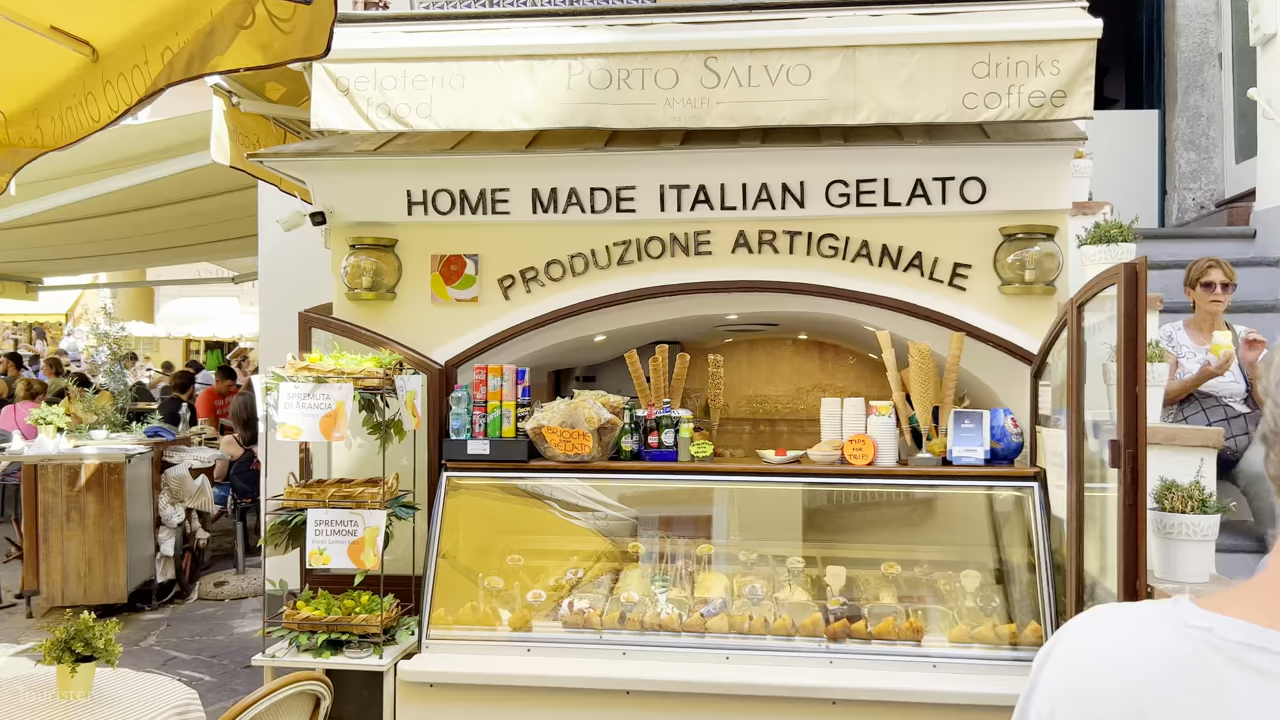 gelateria
food
PORTO SALVO
AMALFI
drinks
coffee
HOME MADE ITALIAN GELATO
PRODUZIONE ARTIGIANALE
SPREMUTA
DI ARANCIA
BRIOCHE
GELATO
TIPS
FOR
TRIPS
SPREMUTA
DI LIMONE
Fresh Lemon Juice
tourister